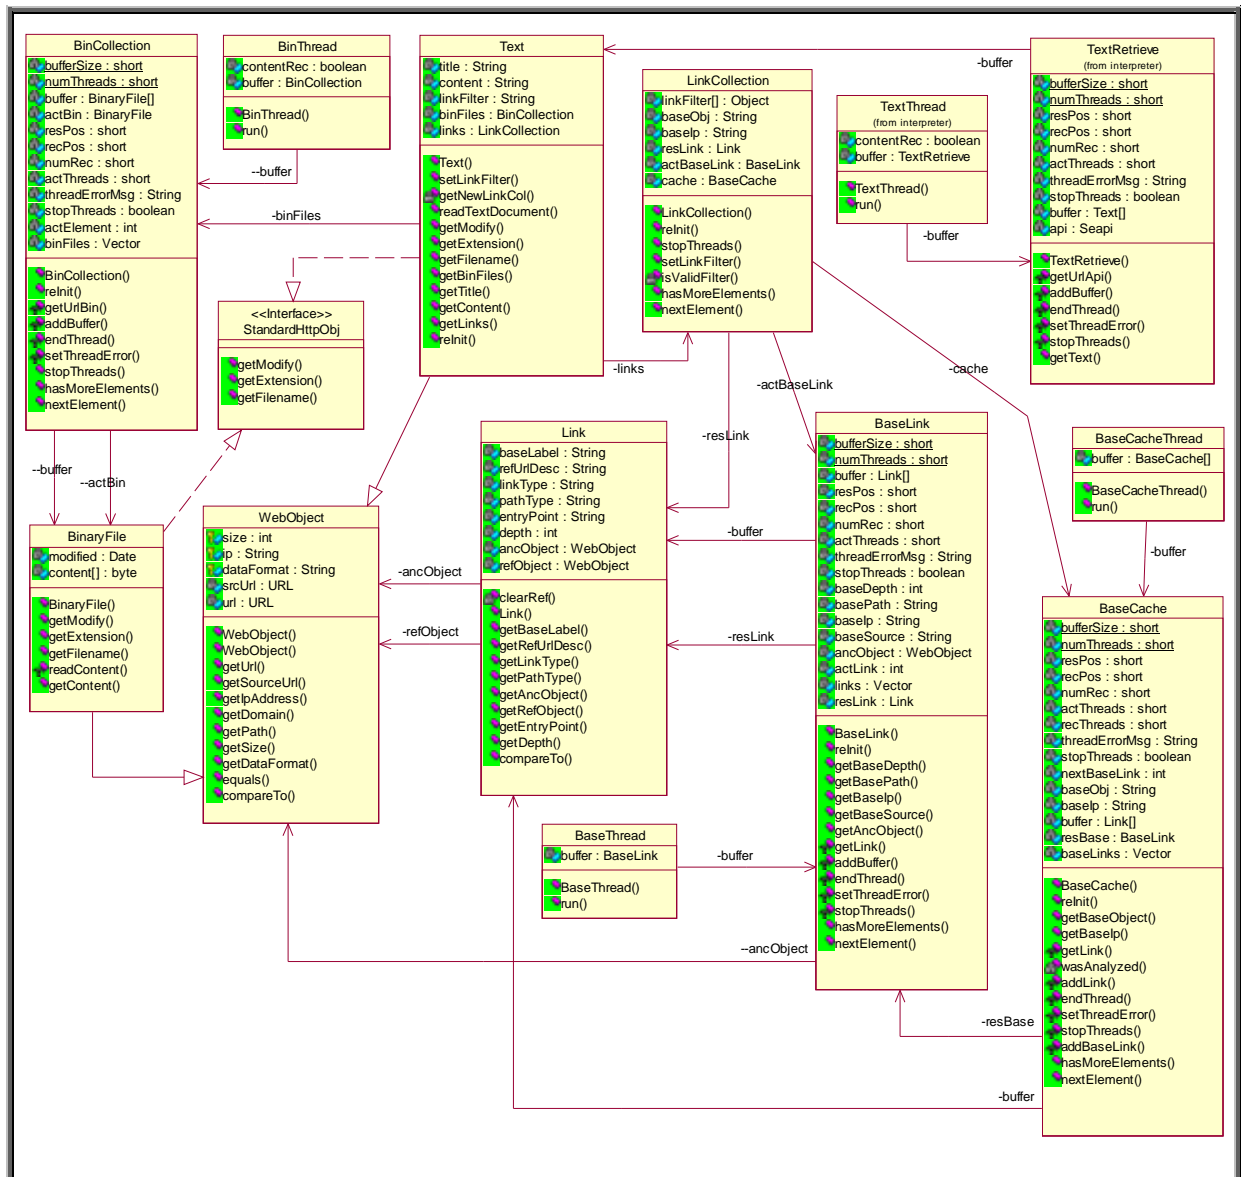 BinCollection
bufferSize : short
numThreads : short
buffer : BinaryFile[]
actBin : BinaryFile
resPos : short
recPos : short
numRec : short
actThreads : short
threadErrorMsg : String
stopThreads : boolean
actElement : int
binFiles : Vector
BinCollection()
reInit()
getUrlBin()
addBuffer()
endThread()
setThreadError()
stopThreads()
hasMoreElements()
nextElement()
BinThread
contentRec : boolean
buffer : BinCollection
BinThread()
run()
--buffer
-binFiles
Text
title : String
content : String
linkFilter : String
binFiles : BinCollection
links : LinkCollection
Text()
setLinkFilter()
getNewLinkCol()
readTextDocument()
getModify()
getExtension()
getFilename()
getBinFiles()
getTitle()
getContent()
getLinks()
reInit()
-links
LinkCollection
linkFilter[] : Object
baseObj : String
baseIp : String
resLink : Link
actBaseLink : BaseLink
cache : BaseCache
LinkCollection()
reInit()
stopThreads()
setLinkFilter()
isValidFilter()
hasMoreElements()
nextElement()
-buffer
TextThread
(from interpreter)
contentRec : boolean
buffer : TextRetrieve
TextThread()
run()
-buffer
TextRetrieve
(from interpreter)
bufferSize : short
numThreads : short
resPos : short
recPos : short
numRec : short
actThreads : short
threadErrorMsg : String
stopThreads : boolean
buffer : Text[]
api : Seapi
TextRetrieve()
getUrlApi()
addBuffer()
endThread()
setThreadError()
stopThreads()
getText()
<<Interface>>
StandardHttpObj
getModify()
getExtension()
getFilename()
-actBaseLink
-cache
-resLink
--buffer
--actBin
BinaryFile
modified : Date
content[] : byte
BinaryFile()
getModify()
getExtension()
getFilename()
readContent()
getContent()
WebObject
size : int
ip : String
dataFormat : String
srcUrl : URL
url : URL
WebObject()
WebObject()
getUrl()
getSourceUrl()
getIpAddress()
getDomain()
getPath()
getSize()
getDataFormat()
equals()
compareTo()
-ancObject
-refObject
Link
baseLabel : String
refUrlDesc : String
linkType : String
pathType : String
entryPoint : String
depth : int
ancObject : WebObject
refObject : WebObject
clearRef()
Link()
getBaseLabel()
getRefUrlDesc()
getLinkType()
getPathType()
getAncObject()
getRefObject()
getEntryPoint()
getDepth()
compareTo()
-buffer
-resLink
BaseLink
bufferSize : short
numThreads : short
buffer : Link[]
resPos : short
recPos : short
numRec : short
actThreads : short
threadErrorMsg : String
stopThreads : boolean
baseDepth : int
basePath : String
baseIp : String
baseSource : String
ancObject : WebObject
actLink : int
links : Vector
resLink : Link
BaseLink()
reInit()
getBaseDepth()
getBasePath()
getBaseIp()
getBaseSource()
getAncObject()
getLink()
addBuffer()
endThread()
setThreadError()
stopThreads()
hasMoreElements()
nextElement()
BaseThread
buffer : BaseLink
BaseThread()
run()
-buffer
--ancObject
BaseCacheThread
buffer : BaseCache[]
BaseCacheThread()
run()
-buffer
BaseCache
bufferSize : short
numThreads : short
resPos : short
recPos : short
numRec : short
actThreads : short
recThreads : short
threadErrorMsg : String
stopThreads : boolean
nextBaseLink : int
baseObj : String
baseIp : String
buffer : Link[]
resBase : BaseLink
baseLinks : Vector
BaseCache()
reInit()
getBaseObject()
getBaseIp()
getLink()
wasAnalyzed()
addLink()
endThread()
setThreadError()
stopThreads()
addBaseLink()
hasMoreElements()
nextElement()
-resBase
-buffer